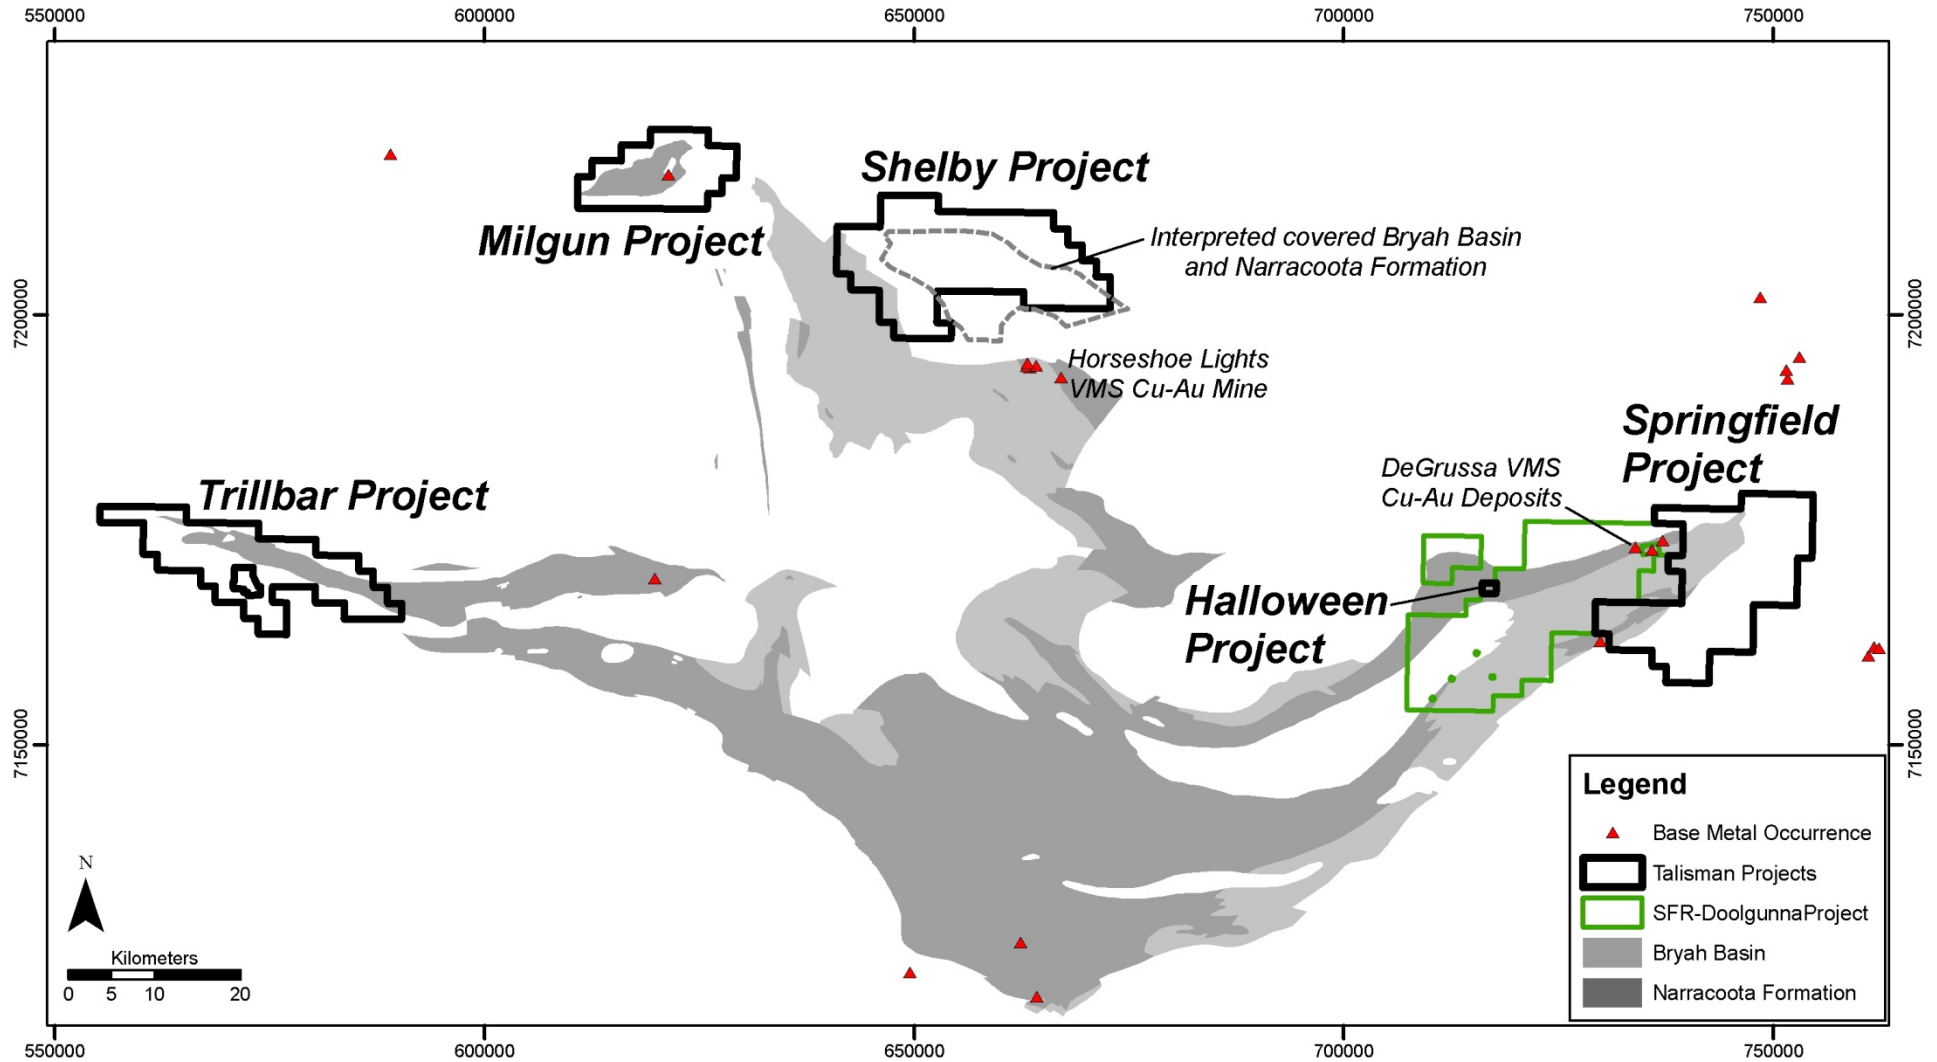 550000
600000
650000
700000
750000
Shelby Project
Milgun Project
Interpreted covered Bryah Basin
and Narracoota Formation
7200000
7200000
Horseshoe Lights
VMS Cu-Au Mine
Springfield
Project
DeGrussa VMS
Cu-Au Deposits
Trillbar Project
Halloween
Project
7150000
7150000
Legend
Base Metal Occurrence
Talisman Projects
SFR-DoolgunnaProject
Bryah Basin
Narracoota Formation
N
Kilometers
0 5 10 20
550000
600000
650000
700000
750000